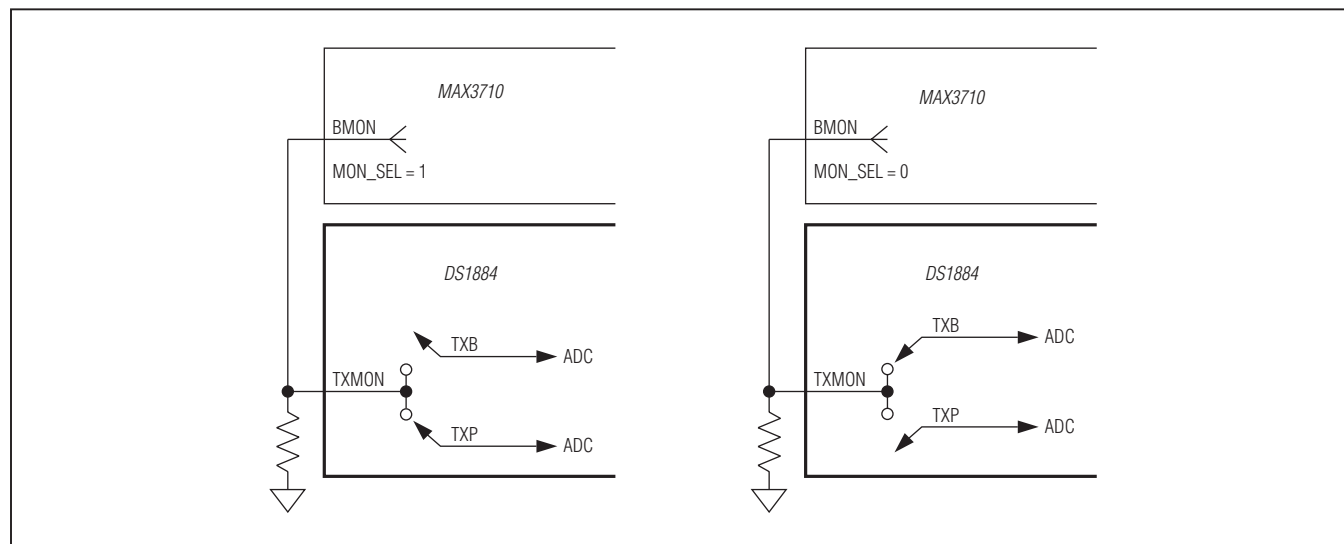 MAX3710
BMON
MON_SEL = 1
DS1884
TXB
ADC
TXMON
TXP
ADC
MAX3710
BMON
MON_SEL = 0
DS1884
TXB
ADC
TXMON
TXP
ADC